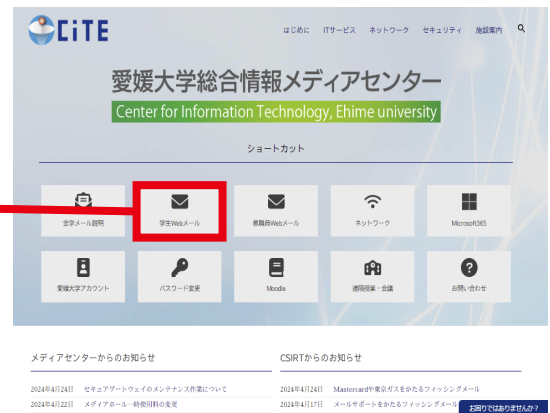 CiTE
はじめに ITサービス ネットワーク セキュリティ 施設案内
愛媛大学総合情報メディアセンター
Center for Information Technology, Ehime university
ショートカット
全学メール説明 学生Webメール 教職員Webメール ネットワーク Microsoft365
愛媛大学アカウント パスワード変更 Moodle 遠隔授業・会議 お問い合わせ
メディアセンターからのお知らせ
2024年4月24日 セキュアゲートウェイのメンテナンス作業について
2024年4月22日 メディアホール一時使用料の変更
CSIRTからのお知らせ
2024年4月24日 Mastercardや東京ガスをかたるフィッシングメール
2024年4月17日 メールサポートをかたるフィッシングメール
お困りではありませんか？